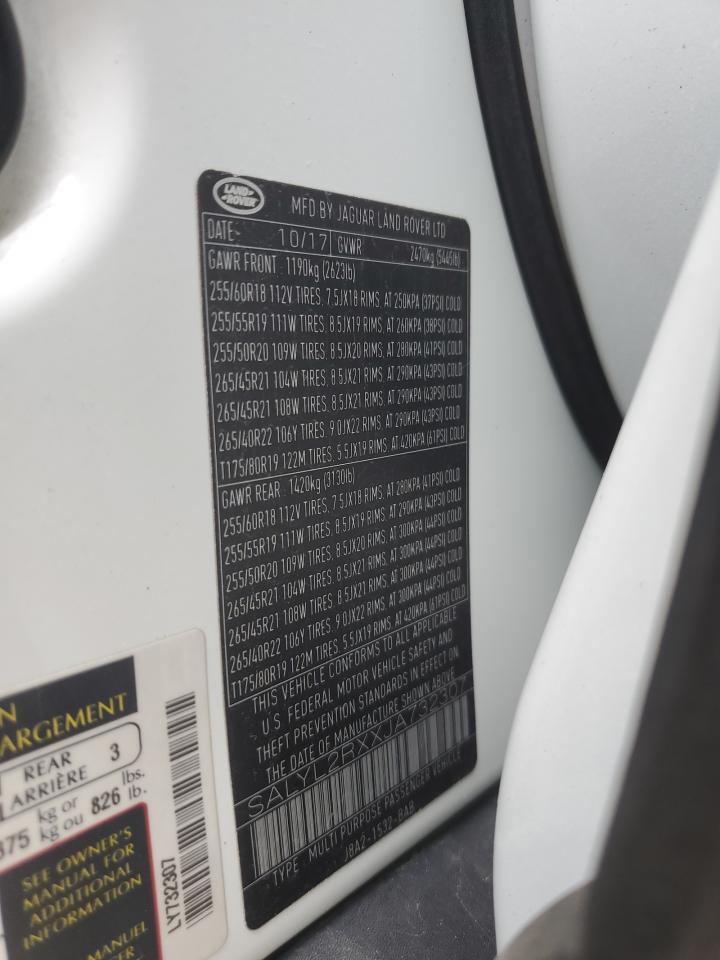 LAND ROVER
MFD BY JAGUAR LAND ROVER LTD
DATE- 10/17 GVWR 2470kg (5445lb)
GAWR FRONT : 1190kg (2623lb)
255/60R18 112V TIRES, 7.5JX18 RIMS, AT 250KPA (37PSI) COLD
255/55R19 111W TIRES, 8.5JX19 RIMS, AT 260KPA (38PSI) COLD
255/50R20 109W TIRES, 8.5JX20 RIMS, AT 280KPA (41PSI) COLD
265/45R21 104W TIRES, 8.5JX21 RIMS, AT 290KPA (43PSI) COLD
265/45R21 108W TIRES, 8.5JX21 RIMS, AT 290KPA (43PSI) COLD
265/40R22 106Y TIRES, 9.0JX22 RIMS, AT 290KPA (43PSI) COLD
T175/80R19 122M TIRES, 5.5JX19 RIMS, AT 420KPA (61PSI) COLD
GAWR REAR : 1420kg (3130lb)
255/60R18 112V TIRES, 7.5JX18 RIMS, AT 280KPA (41PSI) COLD
255/55R19 111W TIRES, 8.5JX19 RIMS, AT 290KPA (43PSI) COLD
255/50R20 109W TIRES, 8.5JX20 RIMS, AT 300KPA (44PSI) COLD
265/45R21 104W TIRES, 8.5JX21 RIMS, AT 300KPA (44PSI) COLD
265/45R21 108W TIRES, 8.5JX21 RIMS, AT 300KPA (44PSI) COLD
265/40R22 106Y TIRES, 9.0JX22 RIMS, AT 300KPA (44PSI) COLD
T175/80R19 122M TIRES, 5.5JX19 RIMS, AT 420KPA (61PSI) COLD
THIS VEHICLE CONFORMS TO ALL APPLICABLE
U.S. FEDERAL MOTOR VEHICLE SAFETY AND
THEFT PREVENTION STANDARDS IN EFFECT ON
THE DATE OF MANUFACTURE SHOWN ABOVE
SALYL2RXXJA732307
TYPE : MULTI PURPOSE PASSENGER VEHICLE
J8A2-1532-BAB
N
ARGEMENT
REAR 3
ARRIÈRE
375 kg or 826 lbs.
kg ou lb.
SEE OWNER'S
MANUAL FOR
ADDITIONAL
INFORMATION
MANUEL
LY732307